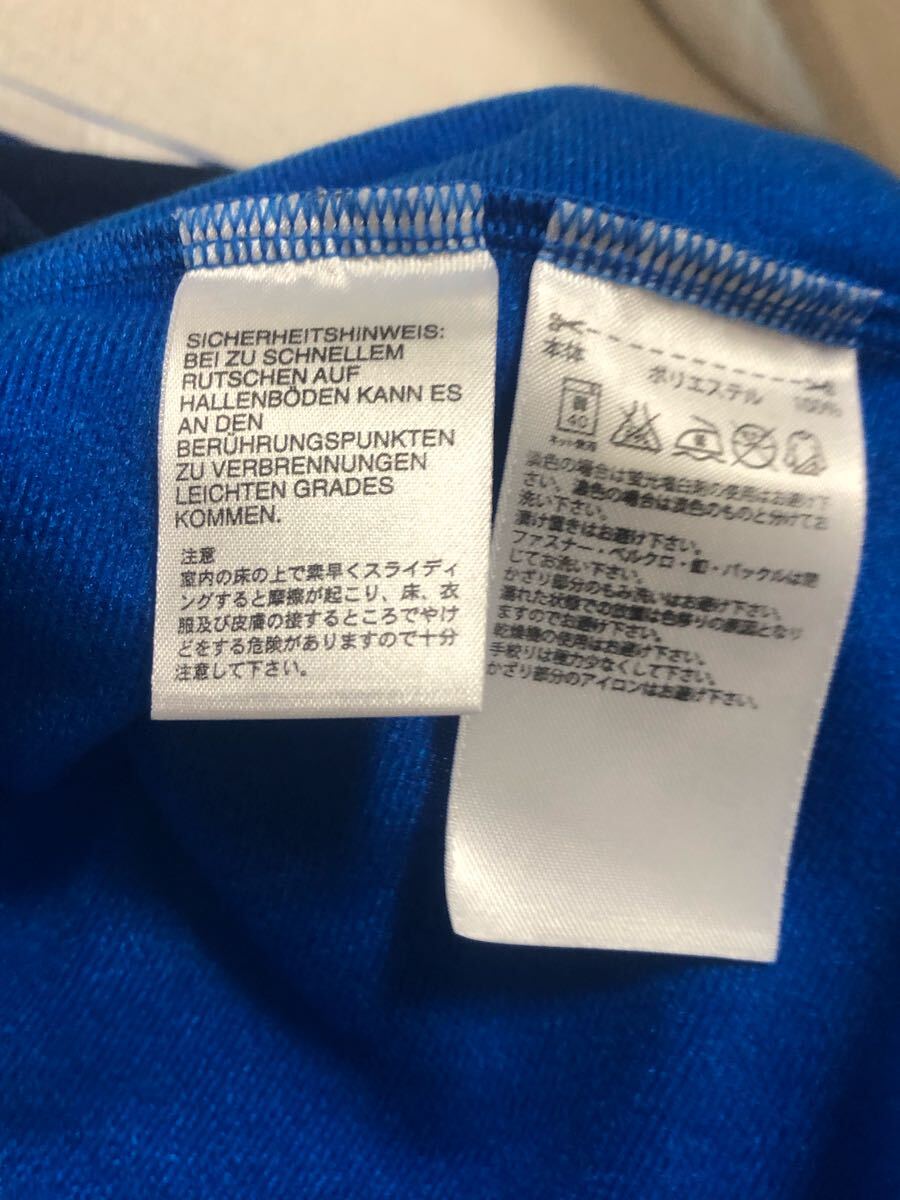 SICHERHEITSHINWEIS:
BEI ZU SCHNELLEM
RUTSCHEN AUF
HALLENBÖDEN KANN ES
AN DEN
BERÜHRUNGSPUNKTEN
ZU VERBRENNUNGEN
LEICHTEN GRADES
KOMMEN.
注意
室内の床の上で素早くスライディ
ングすると摩擦が起こり、床、衣
服及び皮膚の接するところでやけ
どをする危険がありますので十分
注意して下さい。
本体 ポリエステル 100%
40
ネット使用
淡色の場合は蛍光増白剤の使用はお避け下
さい。濃色の場合は淡色のものと分けてお
洗い下さい。
漬け置きはお避け下さい。
ファスナー・ベルクロ・釦・バックルは閉
じてお洗い下さい。
かざり部分のもみ洗いはお避け下さい。
濡れた状態での放置は色移りの原因となり
ますのでお避け下さい。
乾燥機の使用はお避け下さい。
手絞りは極力少なくして下さい。
かざり部分のアイロンはお避け下さい。